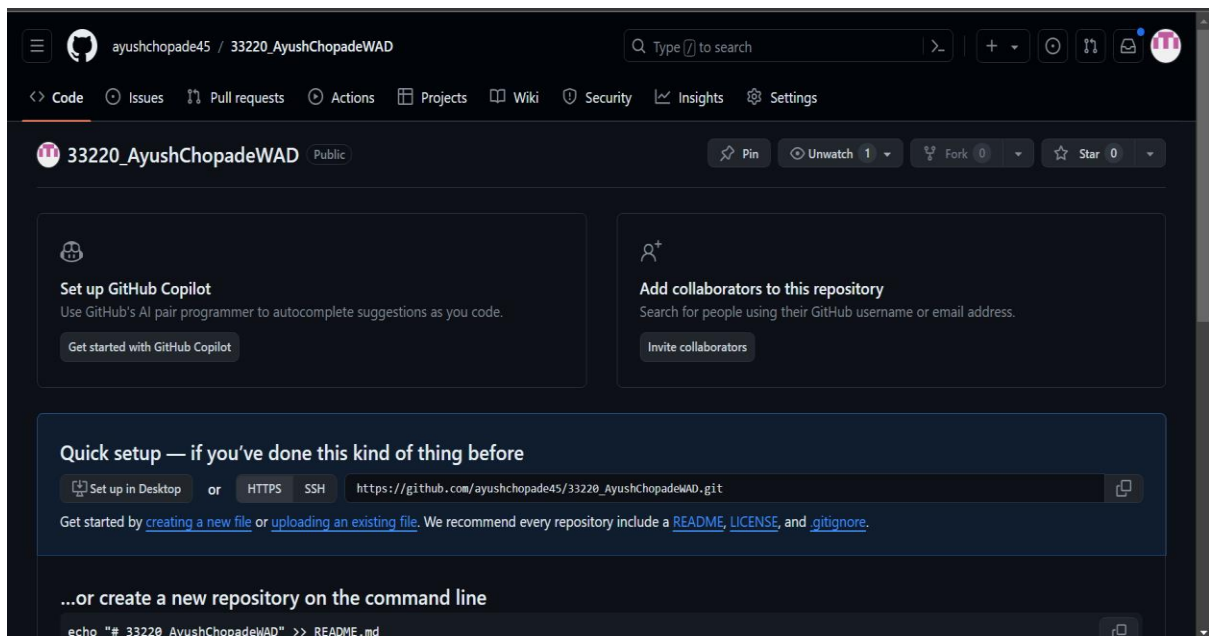 ayushchopade45 / 33220_AyushChopadeWAD
Type / to search
Code Issues Pull requests Actions Projects Wiki Security Insights Settings
33220_AyushChopadeWAD Public
Pin Unwatch 1 Fork 0 Star 0
Set up GitHub Copilot
Use GitHub's AI pair programmer to autocomplete suggestions as you code.
Get started with GitHub Copilot
Add collaborators to this repository
Search for people using their GitHub username or email address.
Invite collaborators
Quick setup — if you've done this kind of thing before
Set up in Desktop or HTTPS SSH https://github.com/ayushchopade45/33220_AyushChopadeWAD.git
Get started by creating a new file or uploading an existing file. We recommend every repository include a README, LICENSE, and .gitignore.
...or create a new repository on the command line
echo "# 33220_AyushChopadeWAD" >> README.md